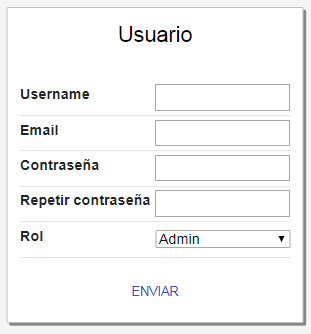 Usuario
Username
Email
Contraseña
Repetir contraseña
Rol Admin
ENVIAR